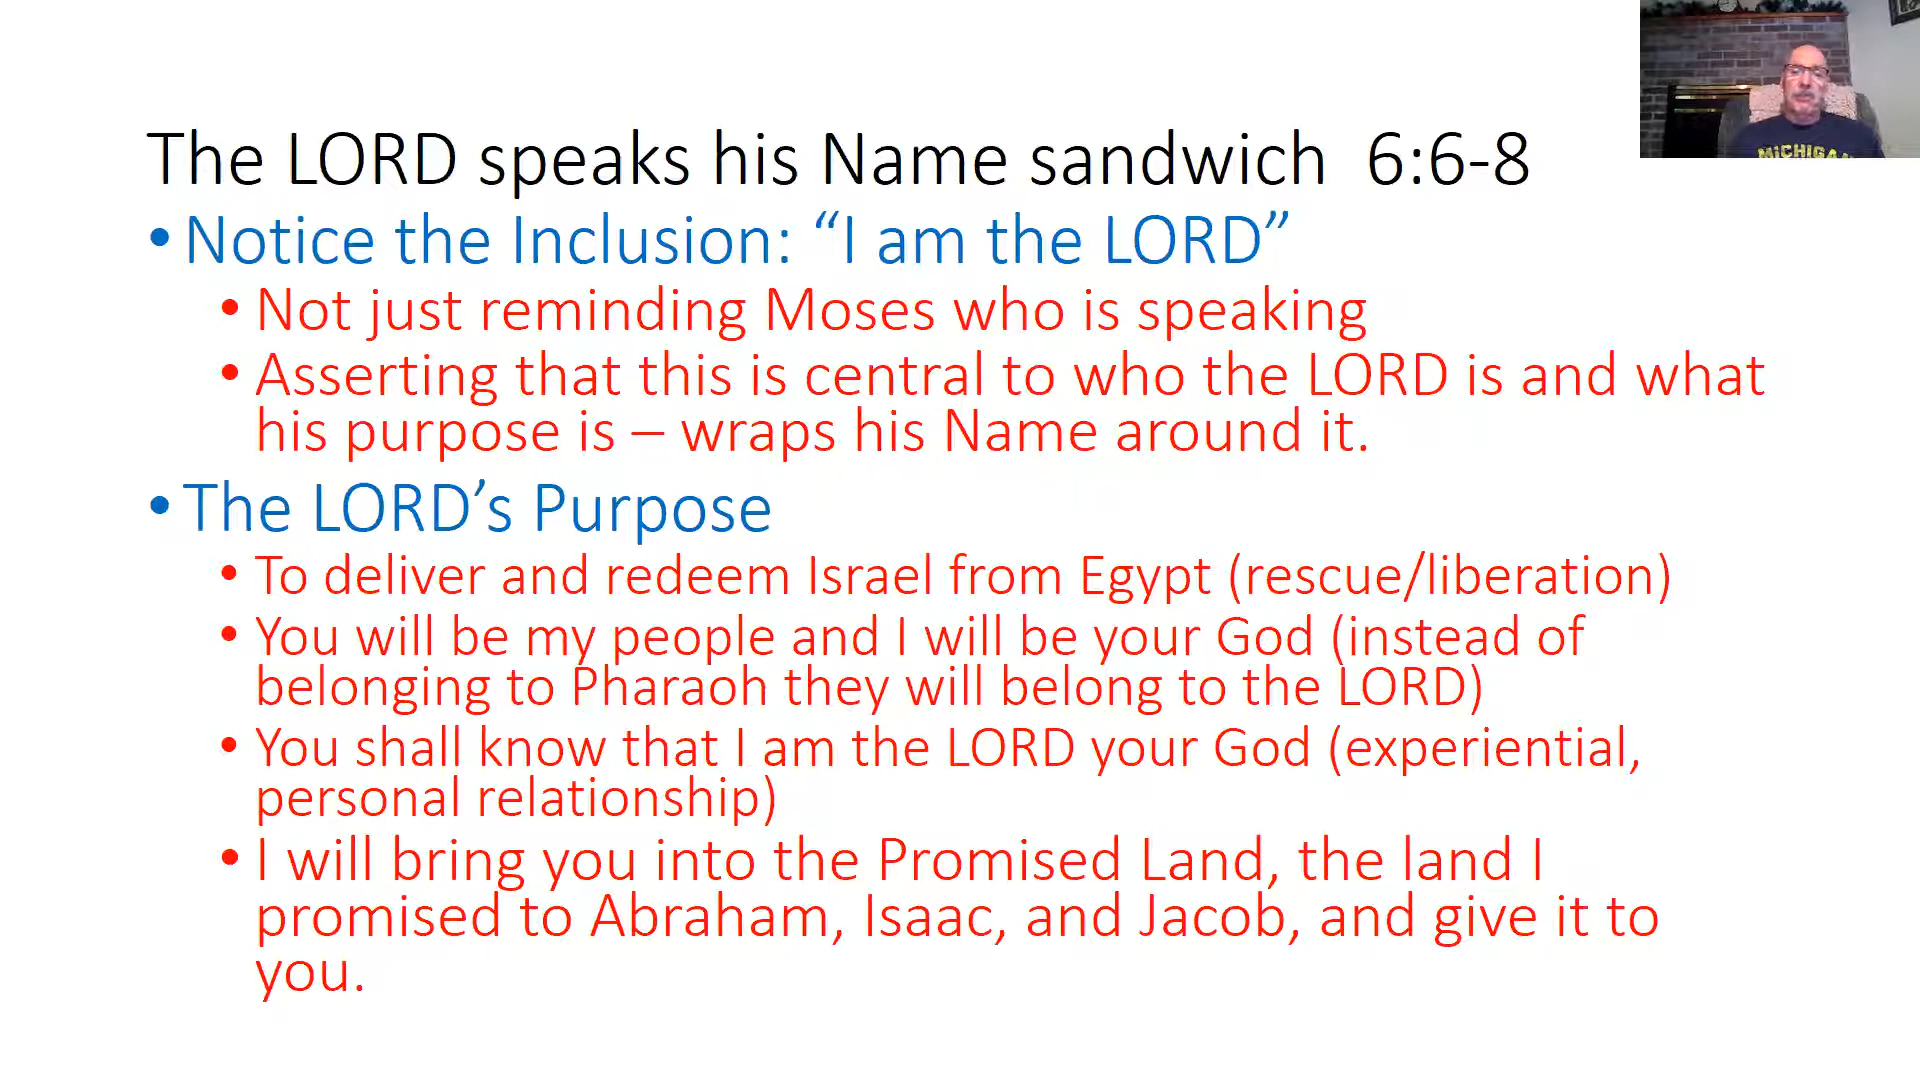 The LORD speaks his Name sandwich 6:6-8
• Notice the Inclusion: “I am the LORD”
• Not just reminding Moses who is speaking
• Asserting that this is central to who the LORD is and what
his purpose is – wraps his Name around it.
• The LORD’s Purpose
• To deliver and redeem Israel from Egypt (rescue/liberation)
• You will be my people and I will be your God (instead of
belonging to Pharaoh they will belong to the LORD)
• You shall know that I am the LORD your God (experiential,
personal relationship)
• I will bring you into the Promised Land, the land I
promised to Abraham, Isaac, and Jacob, and give it to
you.
MICHIGAN